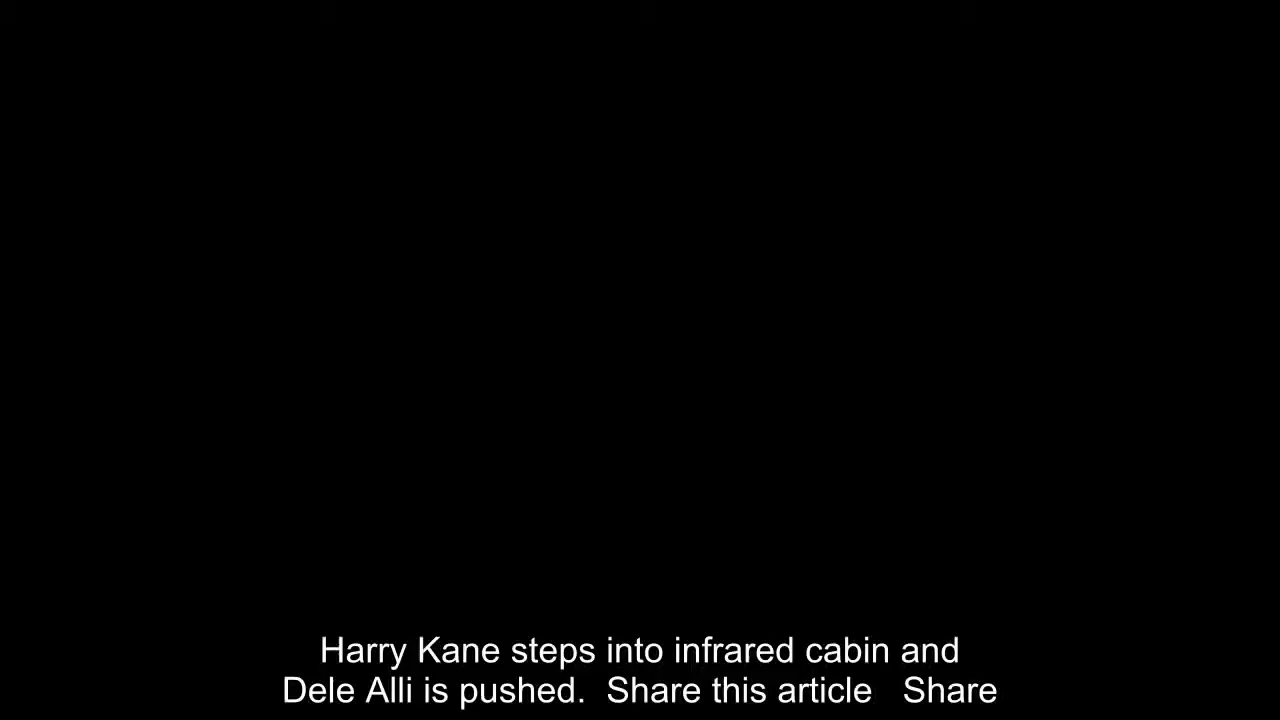 Harry Kane steps into infrared cabin and
Dele Alli is pushed.  Share this article   Share